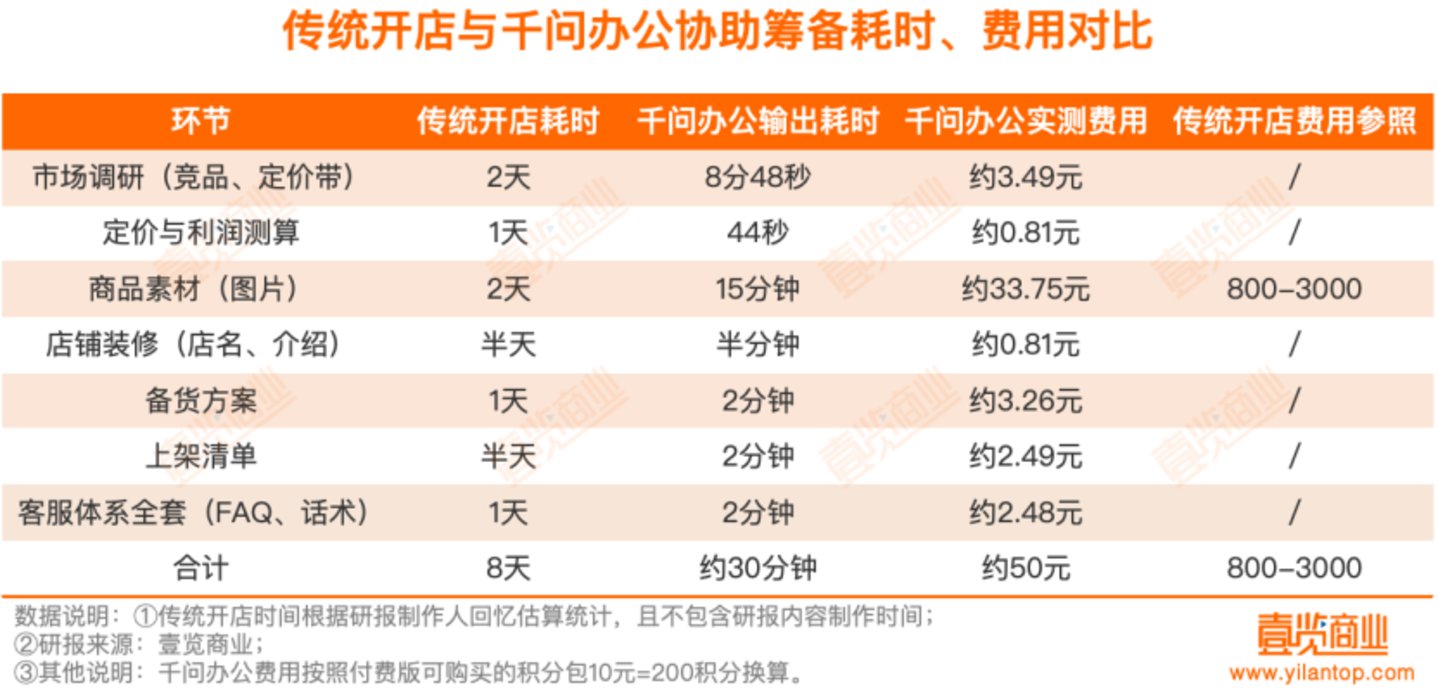 传统开店与千问办公协助筹备耗时、费用对比
环节 传统开店耗时 千问办公输出耗时 千问办公实测费用 传统开店费用参照
市场调研（竞品、定价带） 2天 8分48秒 约3.49元 /
定价与利润测算 1天 44秒 约0.81元 /
商品素材（图片） 2天 15分钟 约33.75元 800-3000
店铺装修（店名、介绍） 半天 半分钟 约0.81元 /
备货方案 1天 2分钟 约3.26元 /
上架清单 半天 2分钟 约2.49元 /
客服体系全套（FAQ、话术） 1天 2分钟 约2.48元 /
合计 8天 约30分钟 约50元 800-3000
数据说明：①传统开店时间根据研报制作人回忆估算统计，且不包含研报内容制作时间；
②研报来源：壹览商业；
③其他说明：千问办公费用按照付费版可购买的积分包10元=200积分换算。
壹览商业
www.yilantop.com